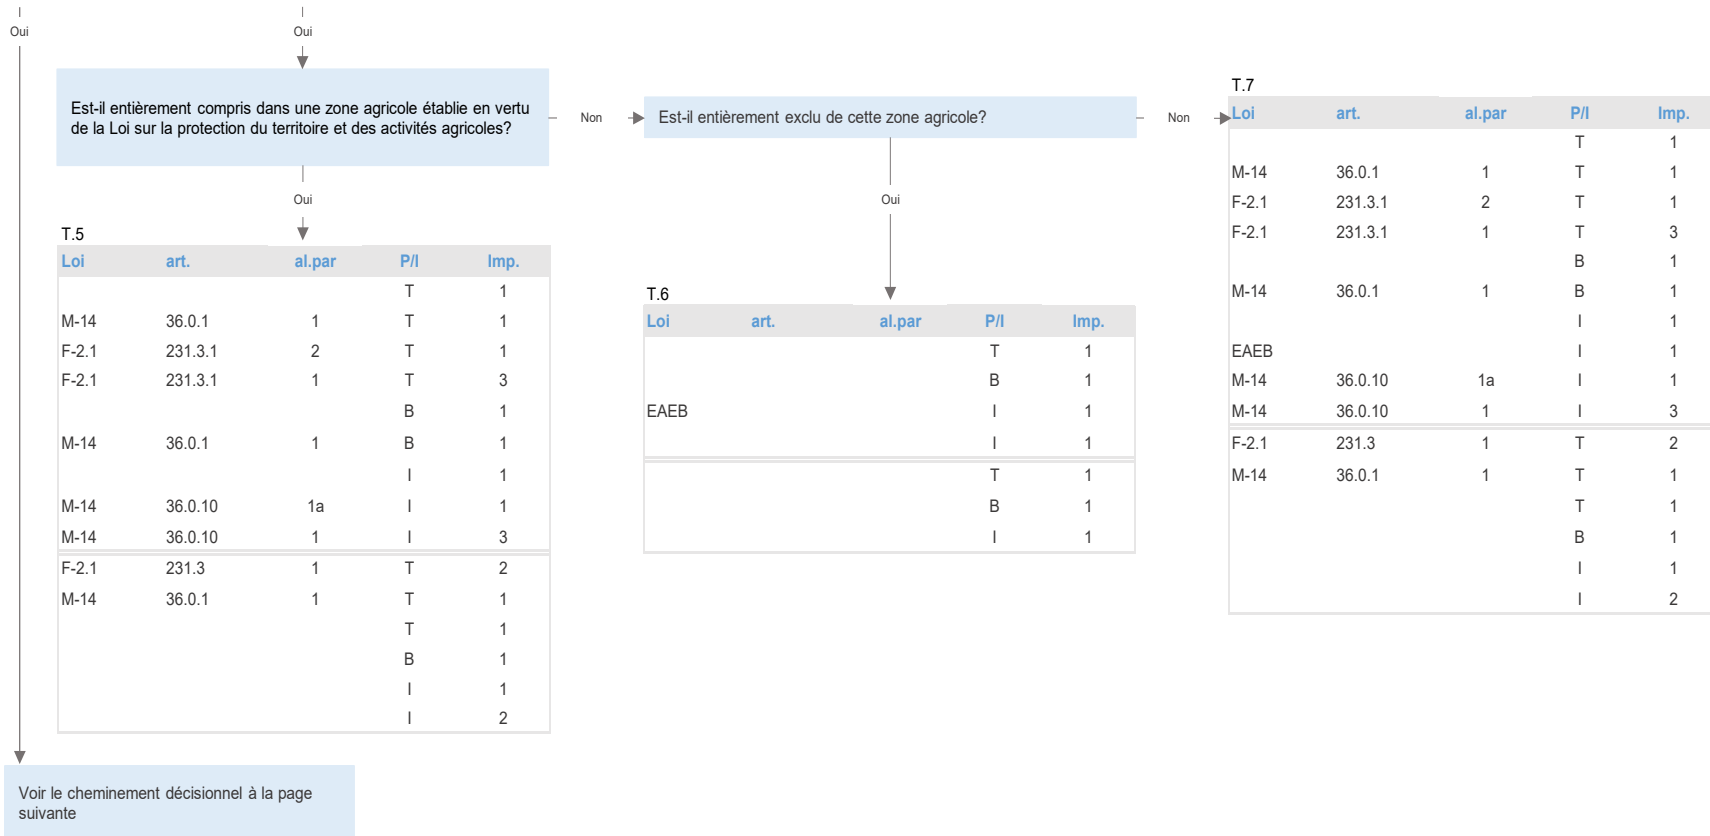 Oui
Oui
Est-il entièrement compris dans une zone agricole établie en vertu
de la Loi sur la protection du territoire et des activités agricoles?
Non
Est-il entièrement exclu de cette zone agricole?
Non
Oui
Oui
T.5
Loi art. al.par P/I Imp.
T 1
M-14 36.0.1 1 T 1
F-2.1 231.3.1 2 T 1
F-2.1 231.3.1 1 T 3
B 1
M-14 36.0.1 1 B 1
I 1
M-14 36.0.10 1a I 1
M-14 36.0.10 1 I 3
F-2.1 231.3 1 T 2
M-14 36.0.1 1 T 1
T 1
B 1
I 1
I 2
T.6
Loi art. al.par P/I Imp.
T 1
B 1
EAEB I 1
I 1
T 1
B 1
I 1
T.7
Loi art. al.par P/I Imp.
T 1
M-14 36.0.1 1 T 1
F-2.1 231.3.1 2 T 1
F-2.1 231.3.1 1 T 3
B 1
M-14 36.0.1 1 B 1
I 1
EAEB I 1
M-14 36.0.10 1a I 1
M-14 36.0.10 1 I 3
F-2.1 231.3 1 T 2
M-14 36.0.1 1 T 1
T 1
B 1
I 1
I 2
Voir le cheminement décisionnel à la page
suivante